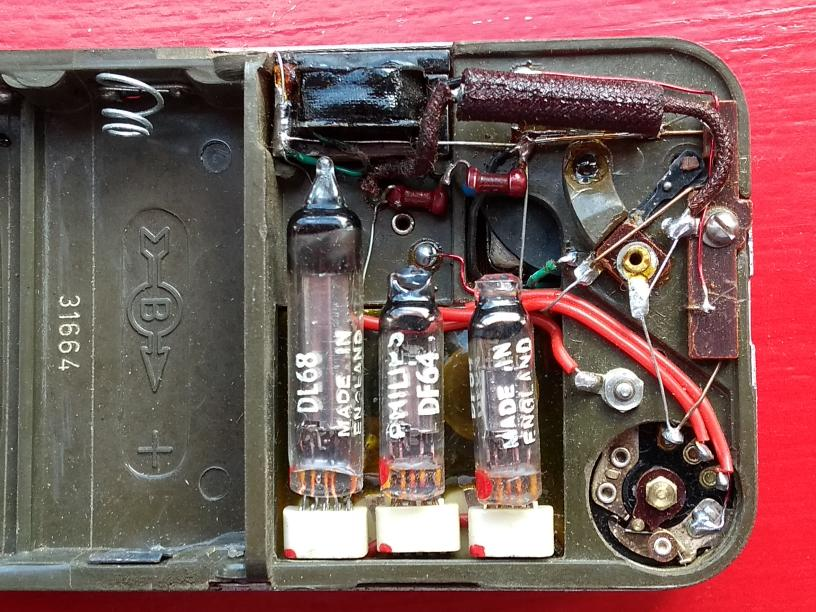 M
B
31664
+
DL68
MADE IN
ENGLAND
PHILIPS
DF64
MADE IN
ENGLAND